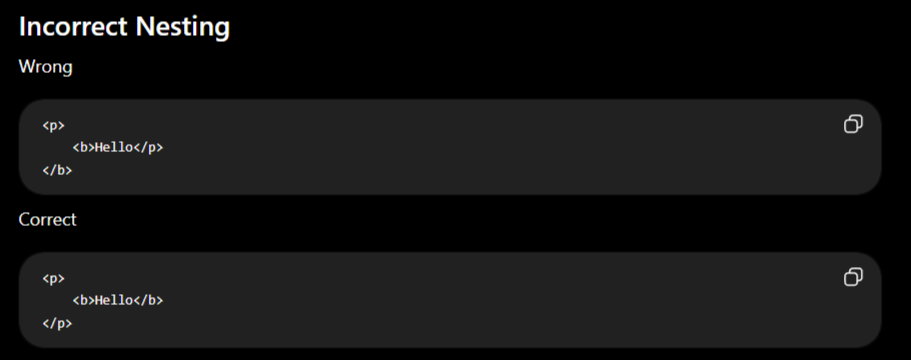 Incorrect Nesting
Wrong
<p>
    <b>Hello</p>
</b>
Correct
<p>
    <b>Hello</b>
</p>